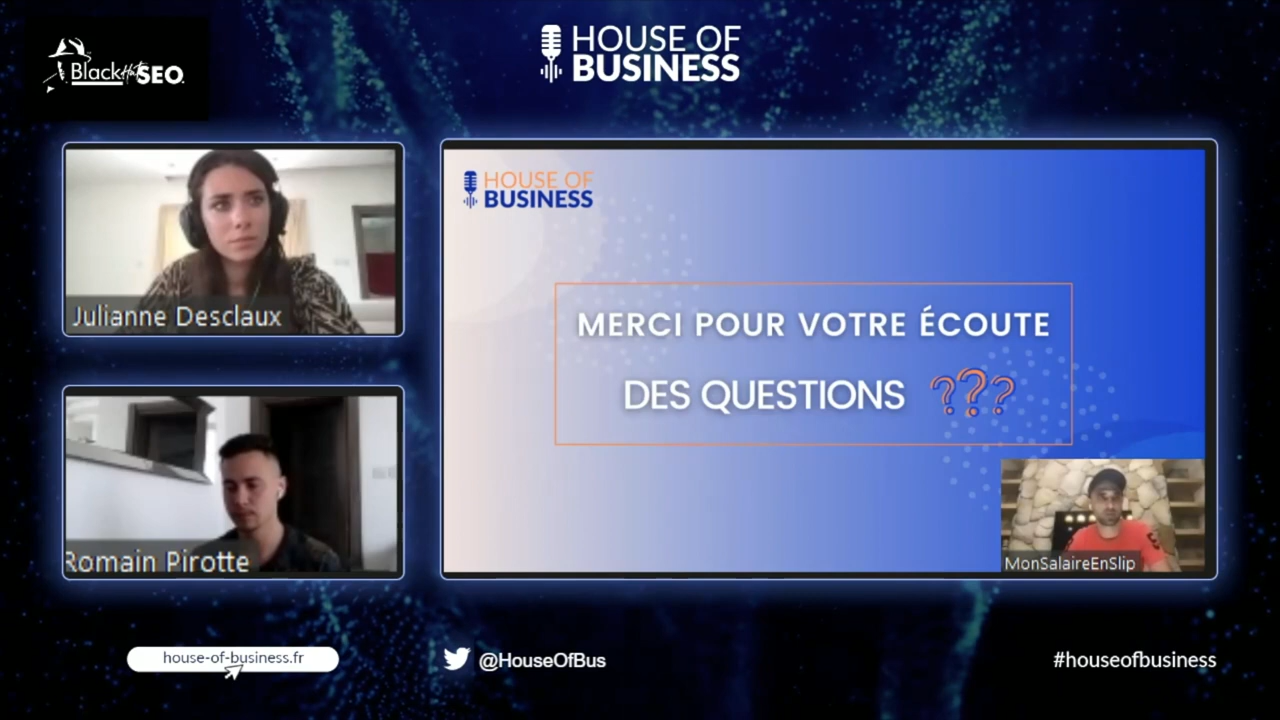 BlackHatSEO
HOUSE OF
BUSINESS
Julianne Desclaux
Romain Pirotte
HOUSE OF
BUSINESS
MERCI POUR VOTRE ÉCOUTE
DES QUESTIONS ???
MonSalaireEnSlip
house-of-business.fr
@HouseOfBus
#houseofbusiness